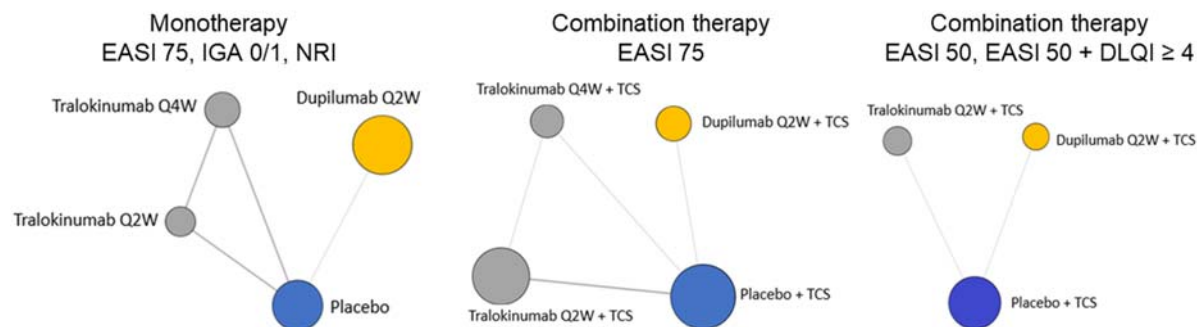 Monotherapy
EASI 75, IGA 0/1, NRI
Tralokinumab Q4W
Dupilumab Q2W
Tralokinumab Q2W
Placebo
Combination therapy
EASI 75
Tralokinumab Q4W + TCS
Dupilumab Q2W + TCS
Placebo + TCS
Tralokinumab Q2W + TCS
Combination therapy
EASI 50, EASI 50 + DLQI ≥ 4
Tralokinumab Q2W + TCS
Dupilumab Q2W + TCS
Placebo + TCS